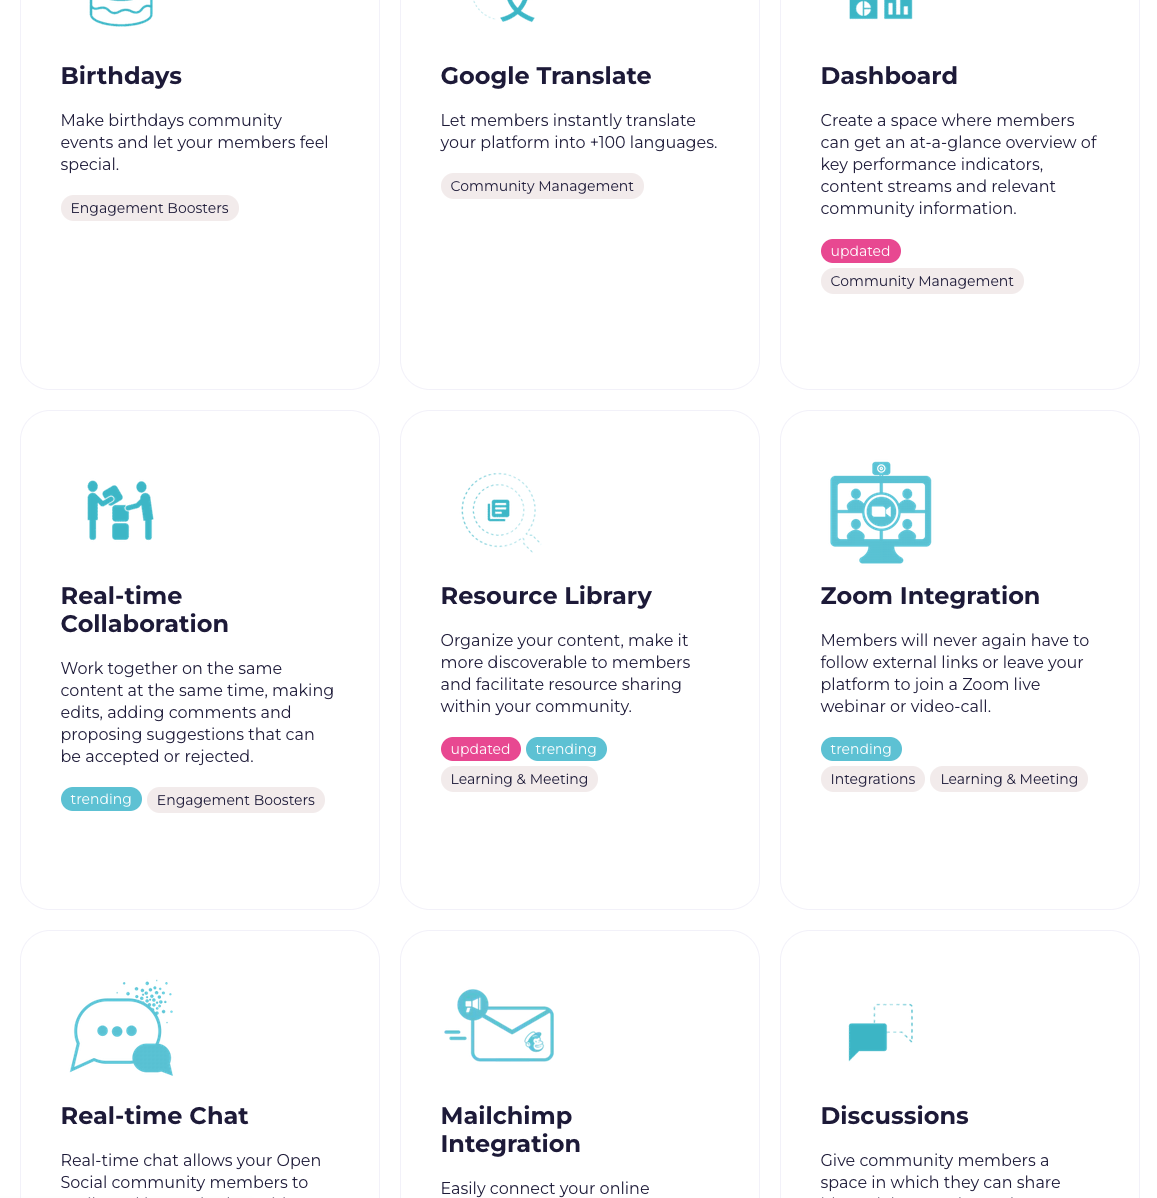 Birthdays
Make birthdays community
events and let your members feel
special.
Engagement Boosters
Google Translate
Let members instantly translate
your platform into +100 languages.
Community Management
Dashboard
Create a space where members
can get an at-a-glance overview of
key performance indicators,
content streams and relevant
community information.
updated
Community Management
Real-time
Collaboration
Work together on the same
content at the same time, making
edits, adding comments and
proposing suggestions that can
be accepted or rejected.
trending Engagement Boosters
Resource Library
Organize your content, make it
more discoverable to members
and facilitate resource sharing
within your community.
updated trending
Learning & Meeting
Zoom Integration
Members will never again have to
follow external links or leave your
platform to join a Zoom live
webinar or video-call.
trending
Integrations Learning & Meeting
Real-time Chat
Real-time chat allows your Open
Social community members to
Mailchimp
Integration
Easily connect your online
Discussions
Give community members a
space in which they can share